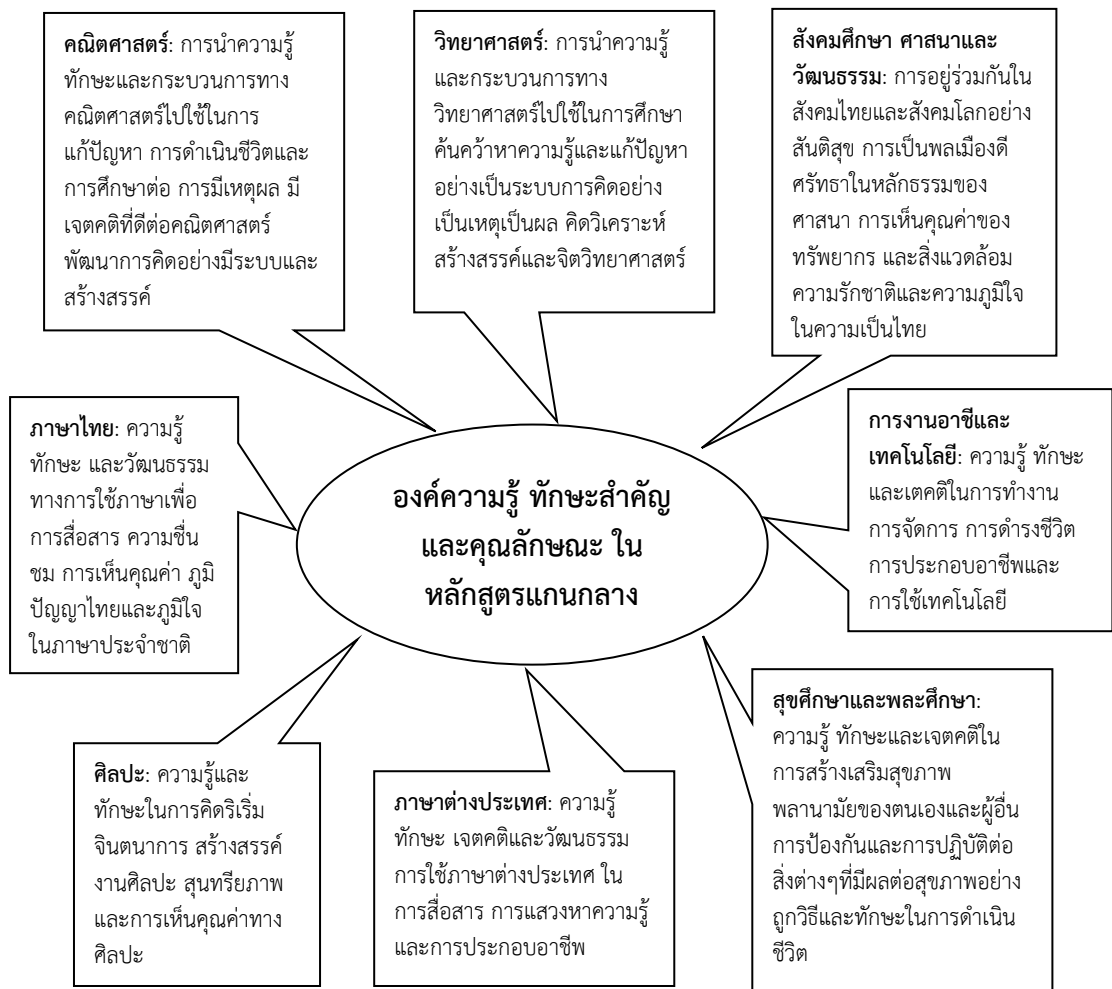 คณิตศาสตร์: การนำความรู้
ทักษะและกระบวนการทาง
คณิตศาสตร์ไปใช้ในการ
แก้ปัญหา การดำเนินชีวิตและ
การศึกษาต่อ การมีเหตุผล มี
เจตคติที่ดีต่อคณิตศาสตร์
พัฒนาการคิดอย่างมีระบบและ
สร้างสรรค์
วิทยาศาสตร์: การนำความรู้
และกระบวนการทาง
วิทยาศาสตร์ไปใช้ในการศึกษา
ค้นคว้าหาความรู้และแก้ปัญหา
อย่างเป็นระบบการคิดอย่าง
เป็นเหตุเป็นผล คิดวิเคราะห์
สร้างสรรค์และจิตวิทยาศาสตร์
สังคมศึกษา ศาสนาและ
วัฒนธรรม: การอยู่ร่วมกันใน
สังคมไทยและสังคมโลกอย่าง
สันติสุข การเป็นพลเมืองดี
ศรัทธาในหลักธรรมของ
ศาสนา การเห็นคุณค่าของ
ทรัพยากร และสิ่งแวดล้อม
ความรักชาติและความภูมิใจ
ในความเป็นไทย
ภาษาไทย: ความรู้
ทักษะ และวัฒนธรรม
ทางการใช้ภาษาเพื่อ
การสื่อสาร ความชื่น
ชม การเห็นคุณค่า ภูมิ
ปัญญาไทยและภูมิใจ
ในภาษาประจำชาติ
องค์ความรู้ ทักษะสำคัญ
และคุณลักษณะ ใน
หลักสูตรแกนกลาง
การงานอาชีและ
เทคโนโลยี: ความรู้ ทักษะ
และเตคติในการทำงาน
การจัดการ การดำรงชีวิต
การประกอบอาชีพและ
การใช้เทคโนโลยี
ศิลปะ: ความรู้และ
ทักษะในการคิดริเริ่ม
จินตนาการ สร้างสรรค์
งานศิลปะ สุนทรียภาพ
และการเห็นคุณค่าทาง
ศิลปะ
ภาษาต่างประเทศ: ความรู้
ทักษะ เจตคติและวัฒนธรรม
การใช้ภาษาต่างประเทศ ใน
การสื่อสาร การแสวงหาความรู้
และการประกอบอาชีพ
สุขศึกษาและพละศึกษา:
ความรู้ ทักษะและเจตคติใน
การสร้างเสริมสุขภาพ
พลานามัยของตนเองและผู้อื่น
การป้องกันและการปฏิบัติต่อ
สิ่งต่างๆที่มีผลต่อสุขภาพอย่าง
ถูกวิธีและทักษะในการดำเนิน
ชีวิต